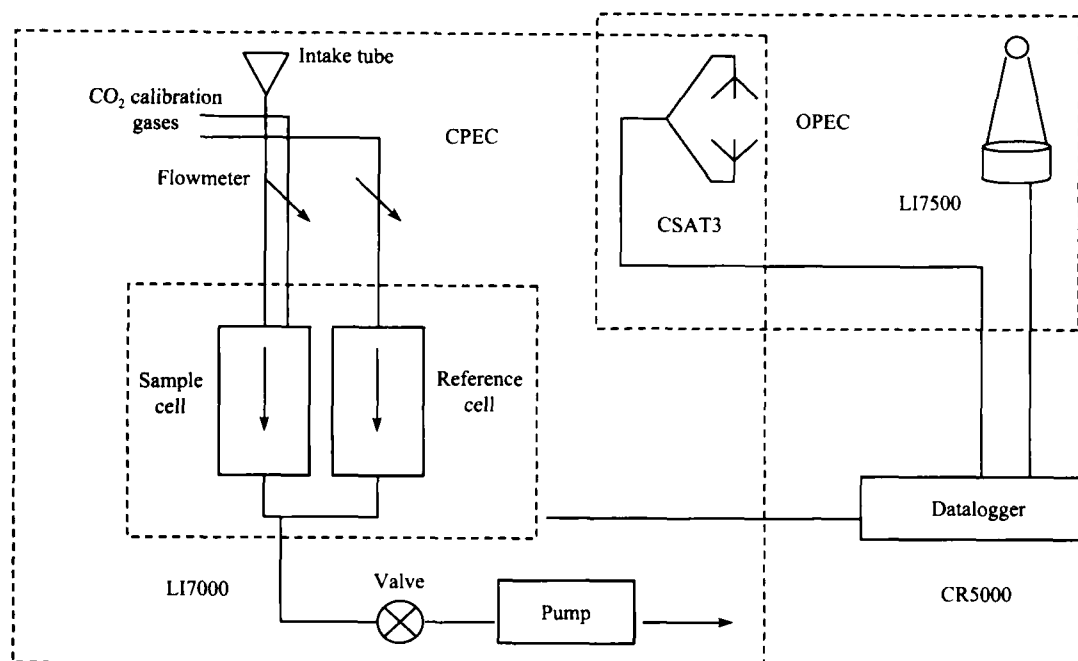 Intake tube
CO₂ calibration
gases
CPEC
OPEC
Flowmeter
LI7500
CSAT3
Sample
cell
Reference
cell
Datalogger
LI7000
Valve
Pump
CR5000